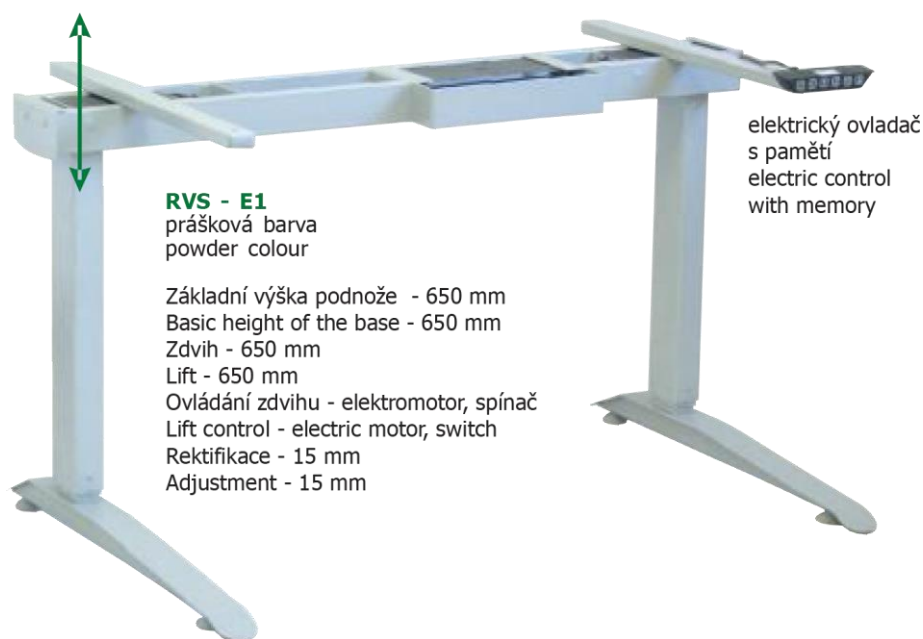 elektrický ovladač
s pamětí
electric control
with memory
RVS - E1
prášková barva
powder colour
Základní výška podnože - 650 mm
Basic height of the base - 650 mm
Zdvih - 650 mm
Lift - 650 mm
Ovládání zdvihu - elektromotor, spínač
Lift control - electric motor, switch
Rektifikace - 15 mm
Adjustment - 15 mm